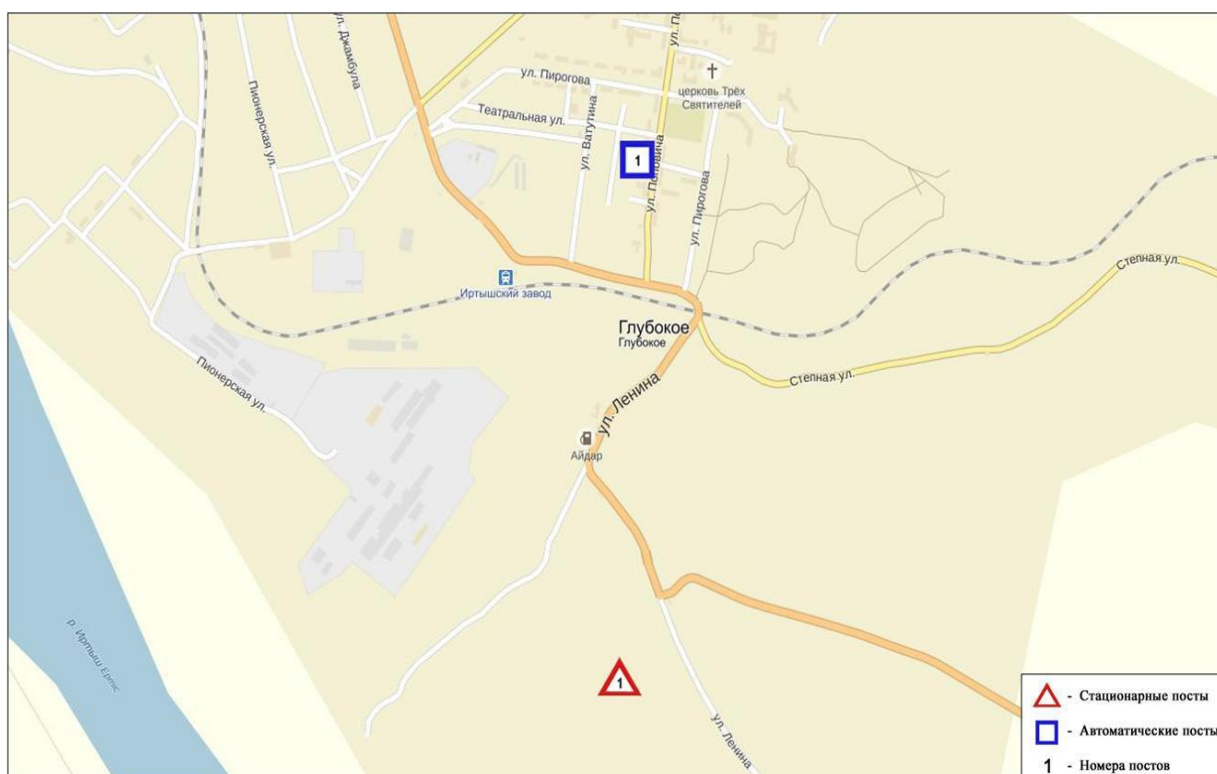 ул. Джамбула
ул. По
ул. Пирогова
церковь Трёх
Святителей
Пионерская ул.
Театральная ул.
ул. Ватутина
1
ул. Поповича
ул. Пирогова
Степная ул.
Иртышский завод
Глубокое
Глубокое
Степная ул.
Пионерская ул.
ул. Ленина
Айдар
р. Иртыш Ертіс
1
ул. Ленина
- Стационарные посты
- Автоматические посты
1 - Номера постов